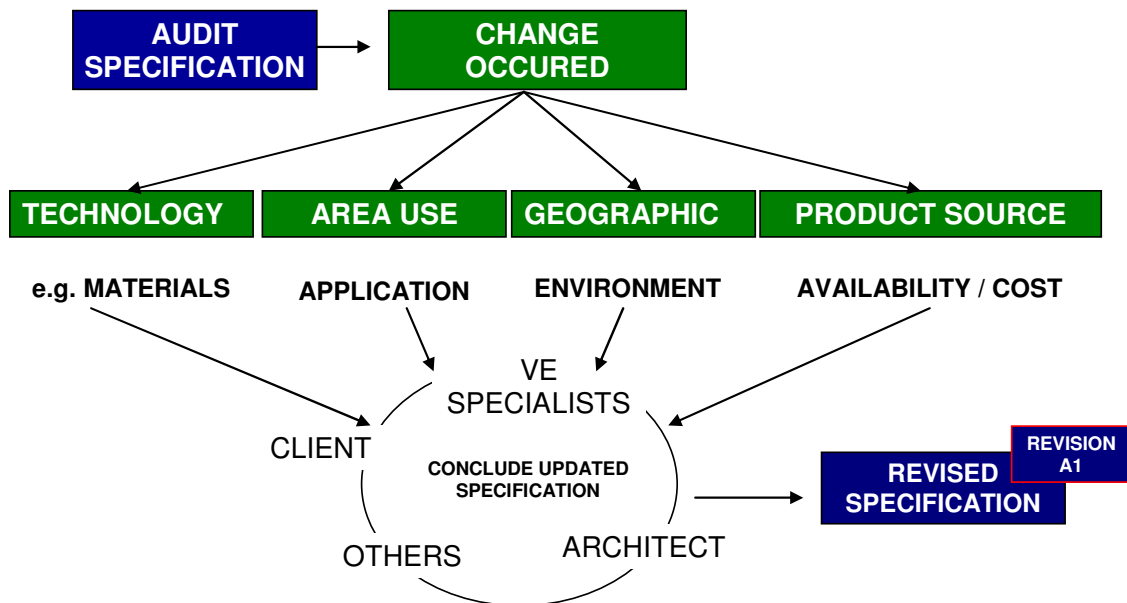 AUDIT
SPECIFICATION
CHANGE
OCCURED
TECHNOLOGY
AREA USE
GEOGRAPHIC
PRODUCT SOURCE
e.g. MATERIALS
APPLICATION
ENVIRONMENT
AVAILABILITY / COST
VE
SPECIALISTS
CLIENT
CONCLUDE UPDATED
SPECIFICATION
OTHERS
ARCHITECT
REVISION
A1
REVISED
SPECIFICATION